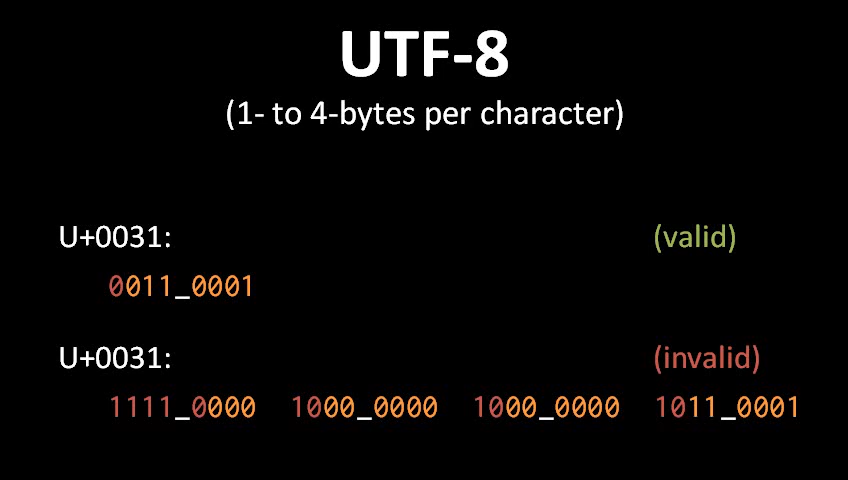 UTF-8
(1- to 4-bytes per character)
U+0031: (valid)
0011_0001
U+0031: (invalid)
1111_0000 1000_0000 1000_0000 1011_0001